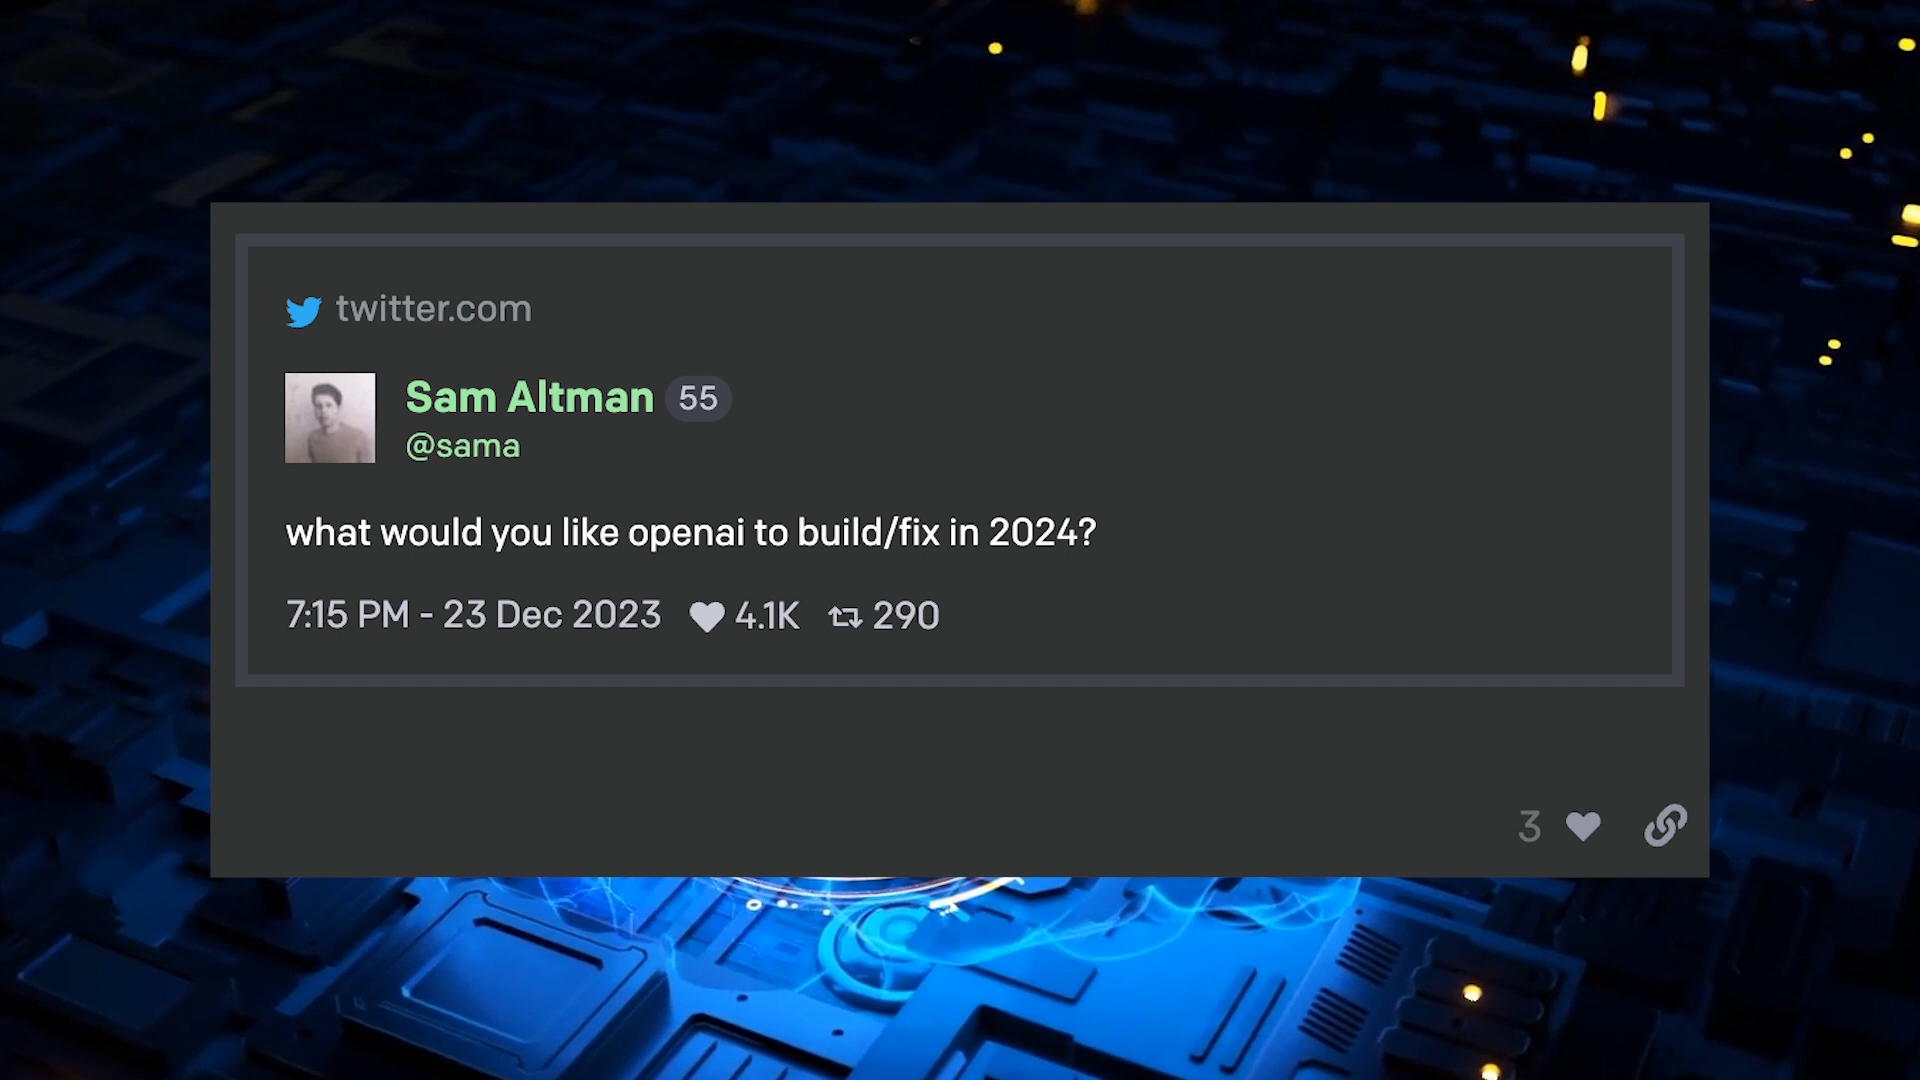 twitter.com
Sam Altman 55
@sama
what would you like openai to build/fix in 2024?
7:15 PM - 23 Dec 2023 4.1K 290
3